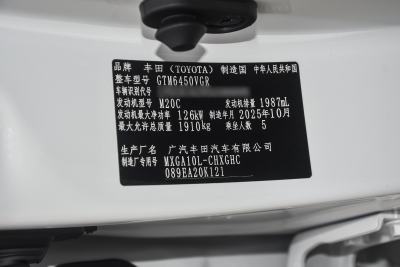 品牌 丰田（TOYOTA） 制造国 中华人民共和国
整车型号 GTM6450VGR
车辆识别代号
发动机型号 M20C 发动机排量 1987mL
发动机最大净功率 126kW 制造年月 2025年10月
最大允许总质量 1910kg 乘坐人数 5
生产厂名 广汽丰田汽车有限公司
制造厂专用号 MXGA10L-CHXGHC
089EA20K121